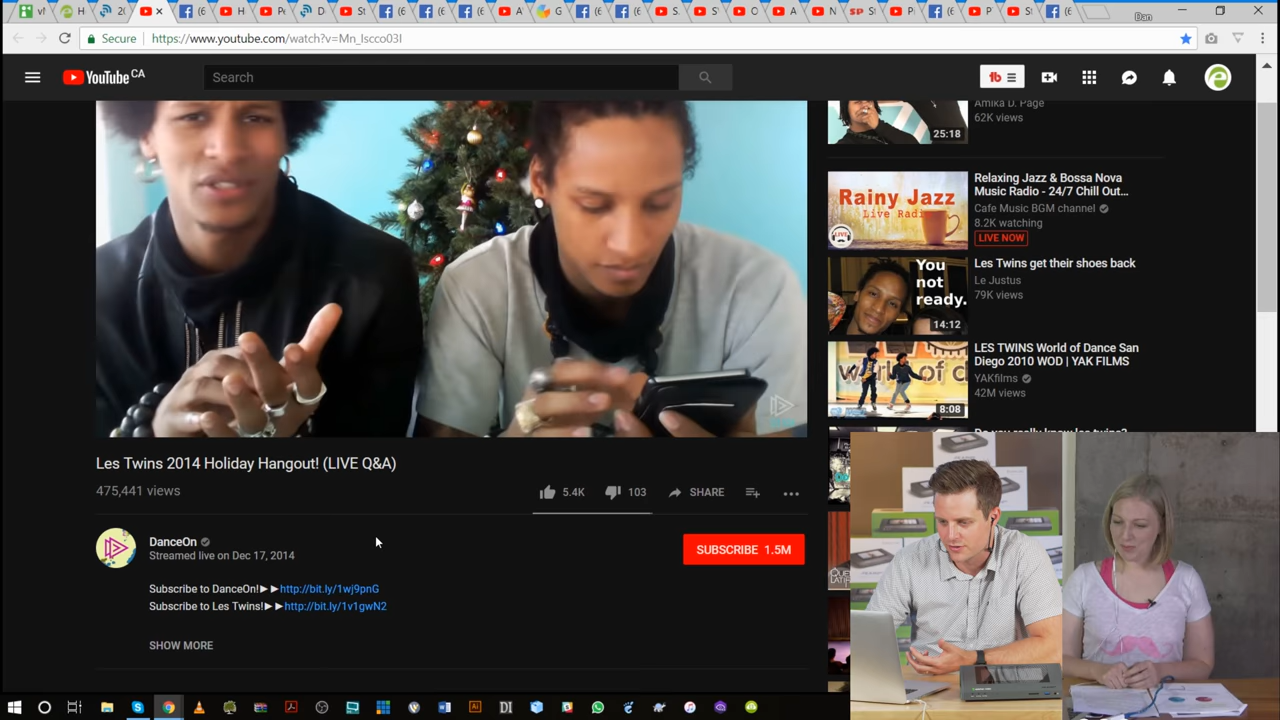 Dan
Secure https://www.youtube.com/watch?v=Mn_lscco03I
YouTube CA
Search
tb
Amika D. Page
62K views
25:18
Rainy Jazz
Live Radio
LIVE
Relaxing Jazz & Bossa Nova
Music Radio - 24/7 Chill Out...
Cafe Music BGM channel
8.2K watching
LIVE NOW
You
not
ready.
14:12
Les Twins get their shoes back
Le Justus
79K views
8:08
LES TWINS World of Dance San
Diego 2010 WOD | YAK FILMS
YAKfilms
42M views
Les Twins 2014 Holiday Hangout! (LIVE Q&A)
475,441 views
5.4K 103 SHARE
DanceOn
Streamed live on Dec 17, 2014
SUBSCRIBE 1.5M
Subscribe to DanceOn!►►http://bit.ly/1wj9pnG
Subscribe to Les Twins!►►http://bit.ly/1v1gwN2
SHOW MORE